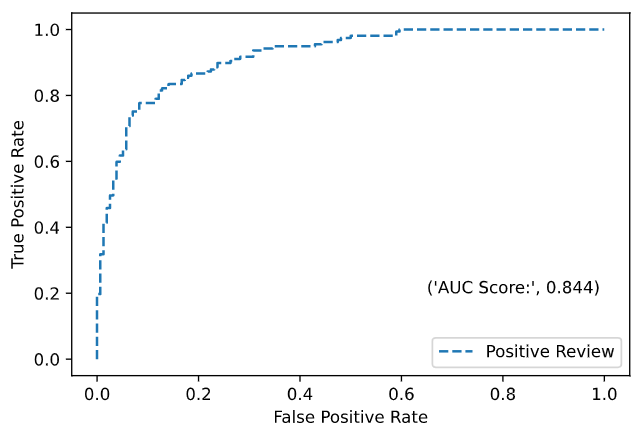 1.0
0.8
0.6
0.4
0.2
0.0
True Positive Rate
('AUC Score:', 0.844)
Positive Review
0.0 0.2 0.4 0.6 0.8 1.0
False Positive Rate